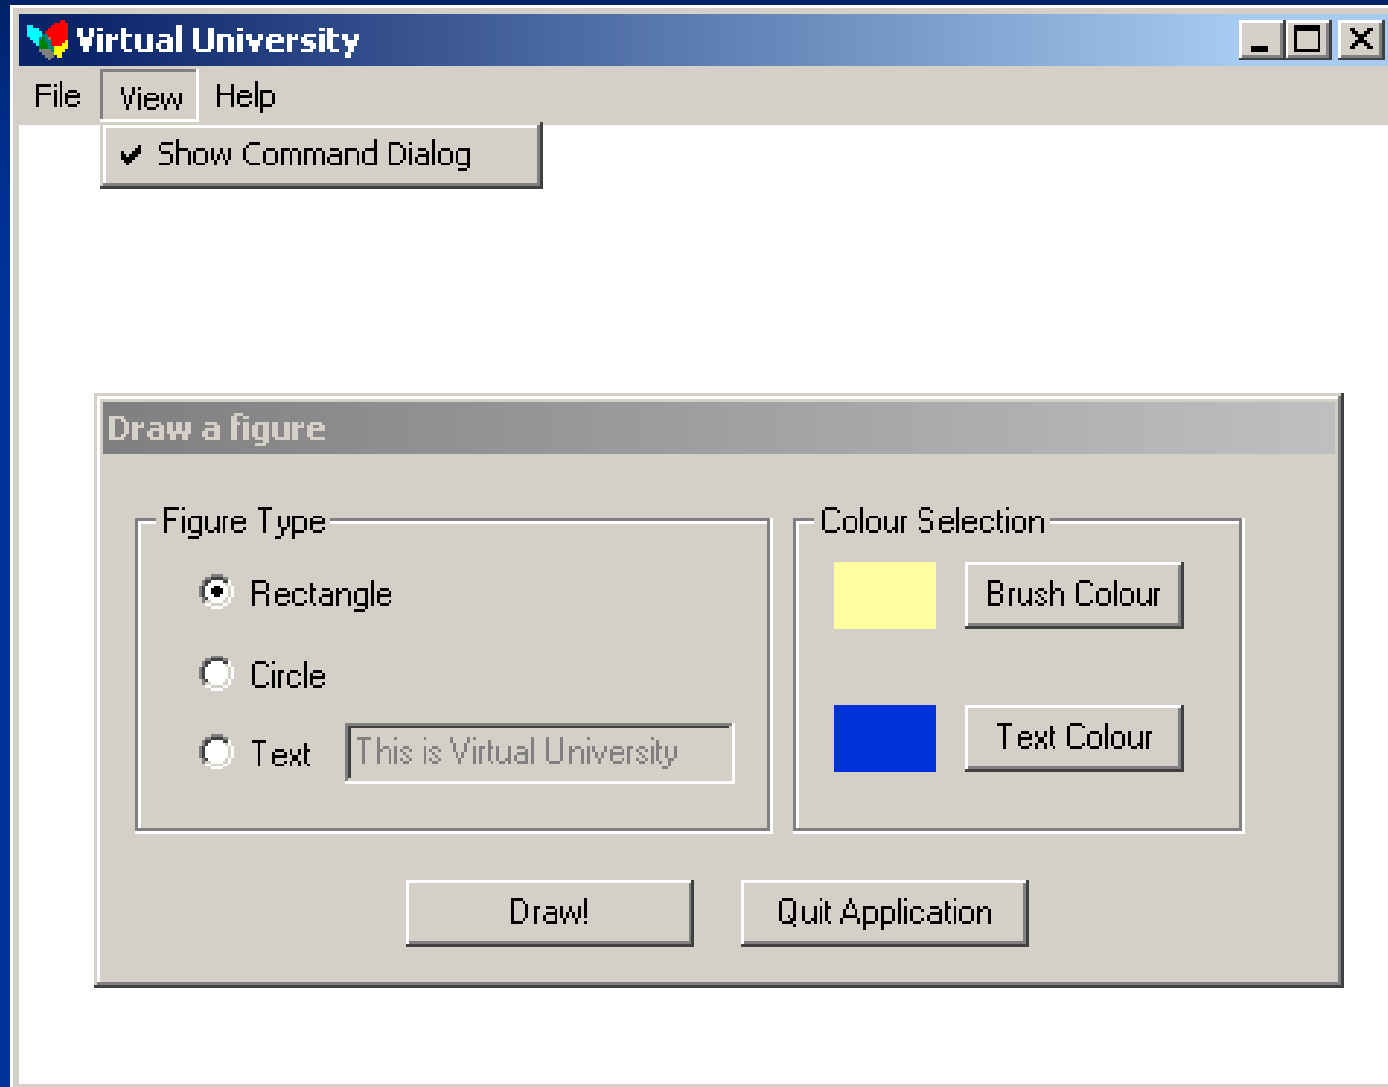 Virtual University
File View Help
Show Command Dialog
Draw a figure
Figure Type
Colour Selection
Rectangle
Brush Colour
Circle
Text This is Virtual University
Text Colour
Draw! Quit Application